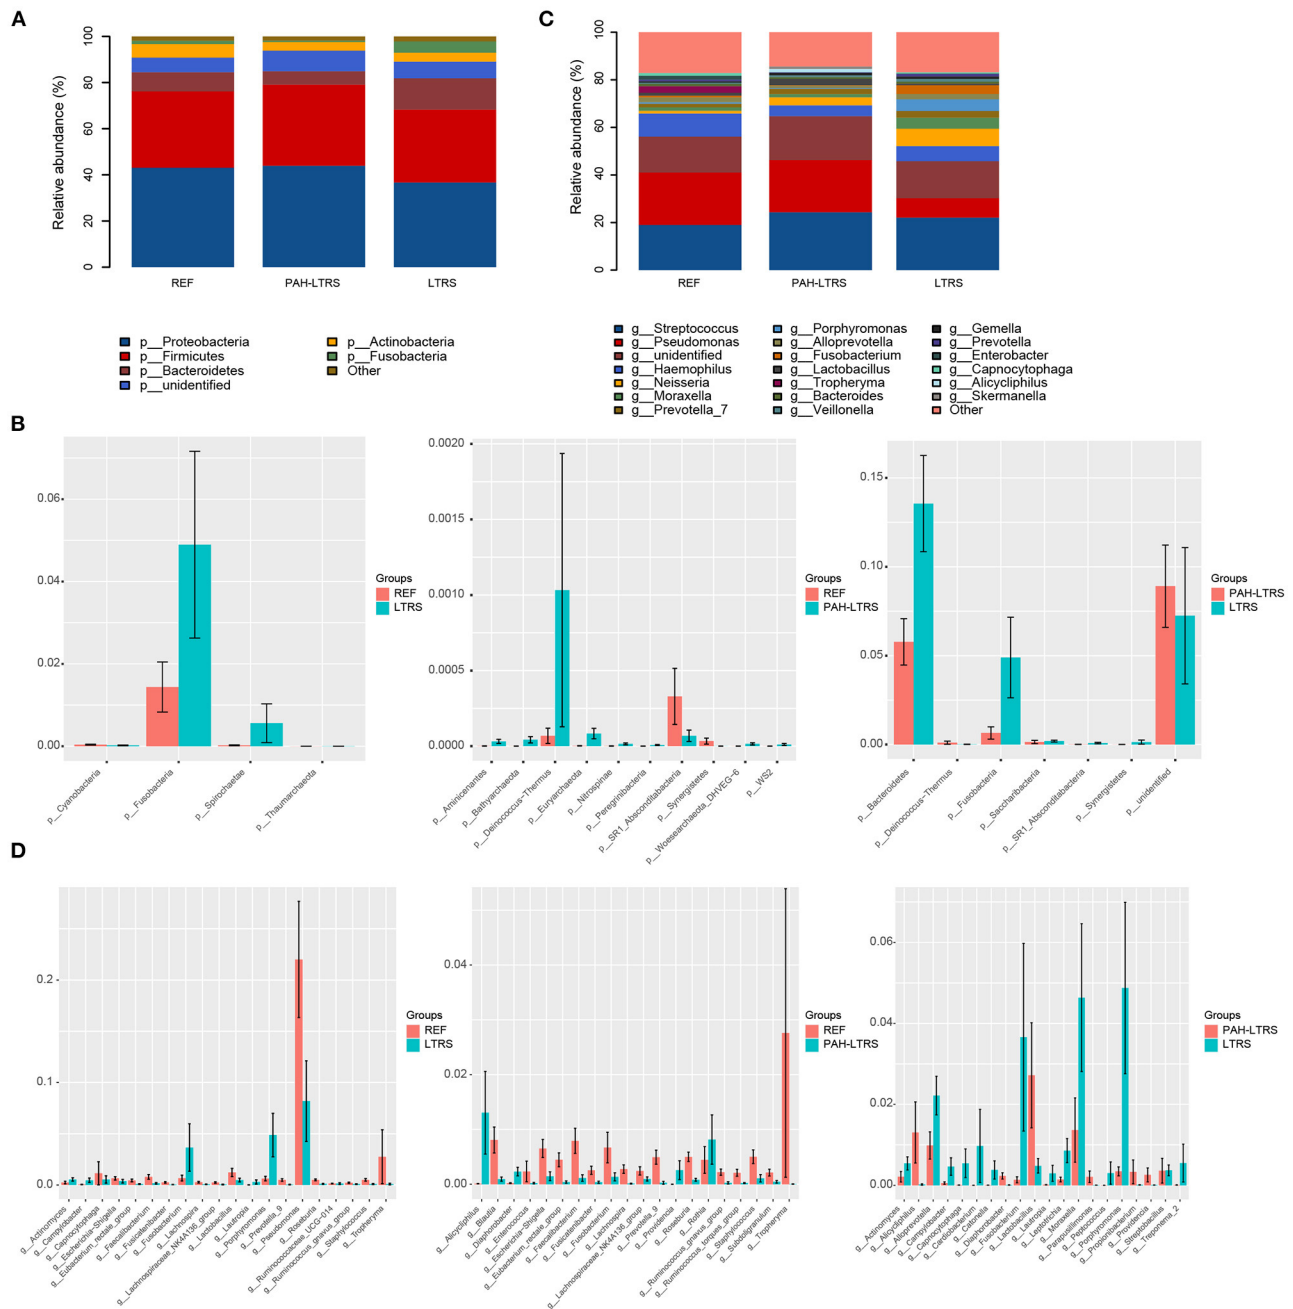 A
Relative abundance (%)
0
20
40
60
80
100
REF
PAH-LTRS
LTRS
p__Proteobacteria
p__Firmicutes
p__Bacteroidetes
p__unidentified
p__Actinobacteria
p__Fusobacteria
Other
C
Relative abundance (%)
0
20
40
60
80
100
REF
PAH-LTRS
LTRS
g__Streptococcus
g__Pseudomonas
g__unidentified
g__Haemophilus
g__Neisseria
g__Moraxella
g__Prevotella_7
g__Porphyromonas
g__Alloprevotella
g__Fusobacterium
g__Lactobacillus
g__Tropheryma
g__Bacteroides
g__Veillonella
g__Gemella
g__Prevotella
g__Enterobacter
g__Capnocytophaga
g__Alicycliphilus
g__Skermanella
Other
B
0.06
0.04
0.02
0.00
p__Cyanobacteria
p__Fusobacteria
p__Spirochaetae
p__Thaumarchaeota
Groups
REF
LTRS
0.0020
0.0015
0.0010
0.0005
0.0000
p__Aminicenantes
p__Bathyarchaeota
p__Deinococcus-Thermus
p__Euryarchaeota
p__Nitrospinae
p__Peregrinibacteria
p__SR1_Absconditabacteria
p__Synergistetes
p__Woesearchaeota_DHVEG-6
p__WS2
Groups
REF
PAH-LTRS
0.15
0.10
0.05
0.00
p__Bacteroidetes
p__Deinococcus-Thermus
p__Fusobacteria
p__Saccharibacteria
p__SR1_Absconditabacteria
p__Synergistetes
p__unidentified
Groups
PAH-LTRS
LTRS
D
0.2
0.1
0.0
g__Actinomyces
g__Campylobacter
g__Capnocytophaga
g__Escherichia-Shigella
g__Eubacterium_rectale_group
g__Faecalibacterium
g__Fusicatenibacter
g__Fusobacterium
g__Lachnospira
g__Lachnospiraceae_NK4A136_group
g__Lactobacillus
g__Lautropia
g__Porphyromonas
g__Prevotella_9
g__Pseudomonas
g__Roseburia
g__Ruminococcaceae_UCG-014
g__Ruminococcus_gnavus_group
g__Staphylococcus
g__Tropheryma
Groups
REF
LTRS
0.04
0.02
0.00
g__Alicycliphilus
g__Blautia
g__Diaphorobacter
g__Enterococcus
g__Escherichia-Shigella
g__Eubacterium_rectale_group
g__Faecalibacterium
g__Fusicatenibacter
g__Fusobacterium
g__Lachnospira
g__Lachnospiraceae_NK4A136_group
g__Prevotella_9
g__Providencia
g__Roseburia
g__Rothia
g__Ruminococcus_gnavus_group
g__Ruminococcus_torques_group
g__Staphylococcus
g__Subdoligranulum
g__Tropheryma
Groups
REF
PAH-LTRS
0.06
0.04
0.02
0.00
g__Actinomyces
g__Alicycliphilus
g__Alloprevotella
g__Campylobacter
g__Capnocytophaga
g__Cardiobacterium
g__Catonella
g__Diaphorobacter
g__Fusobacterium
g__Lactobacillus
g__Lautropia
g__Leptotrichia
g__Moraxella
g__Parapusillimonas
g__Peptococcus
g__Porphyromonas
g__Propionibacterium
g__Providencia
g__Streptobacillus
g__Treponema_2
Groups
PAH-LTRS
LTRS